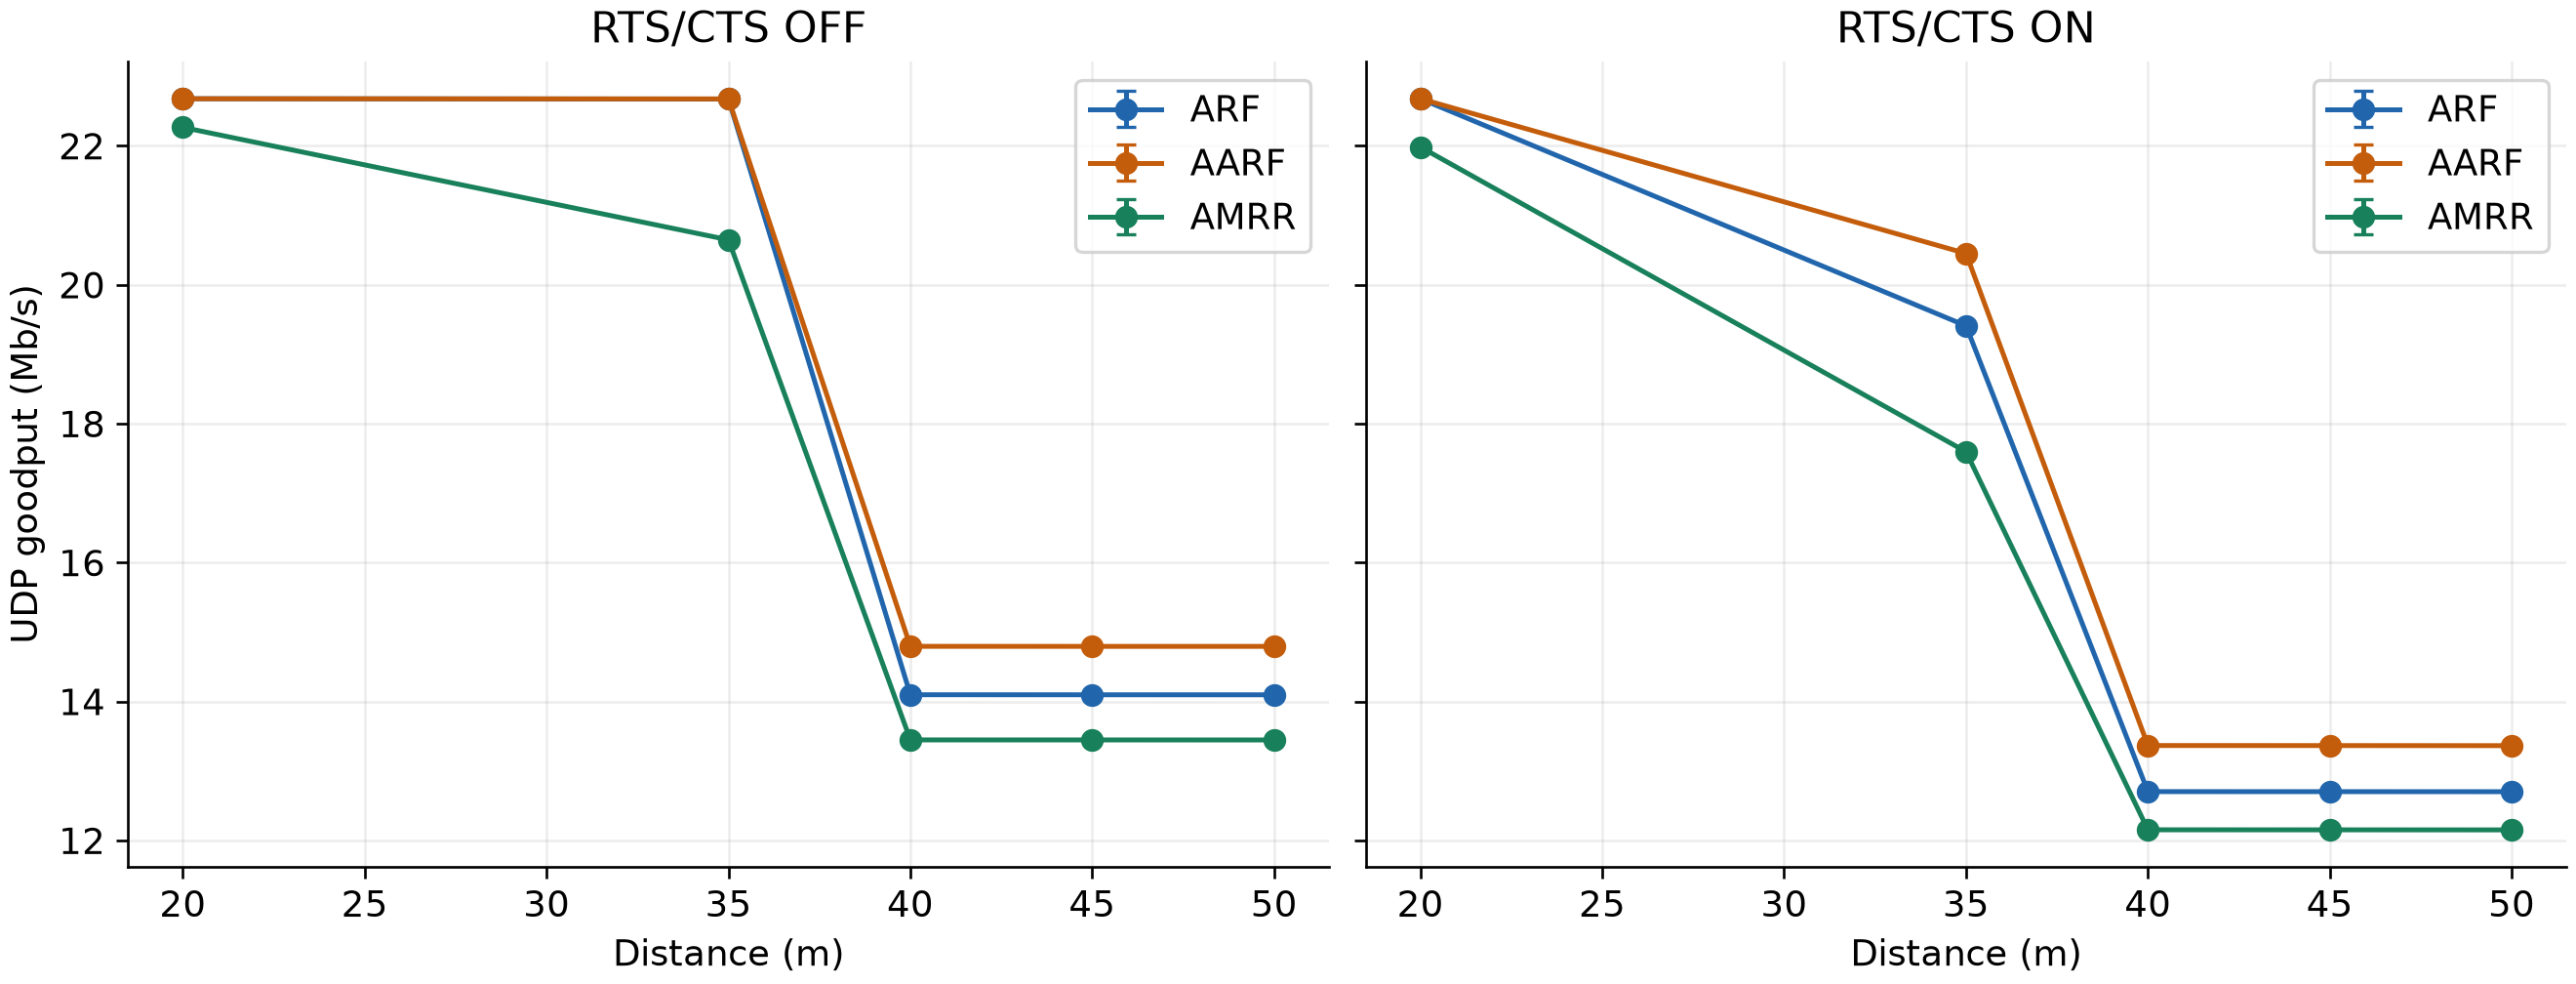 RTS/CTS OFF
UDP goodput (Mb/s)
22
20
18
16
14
12
ARF
AARF
AMRR
20 25 30 35 40 45 50
Distance (m)
RTS/CTS ON
ARF
AARF
AMRR
20 25 30 35 40 45 50
Distance (m)